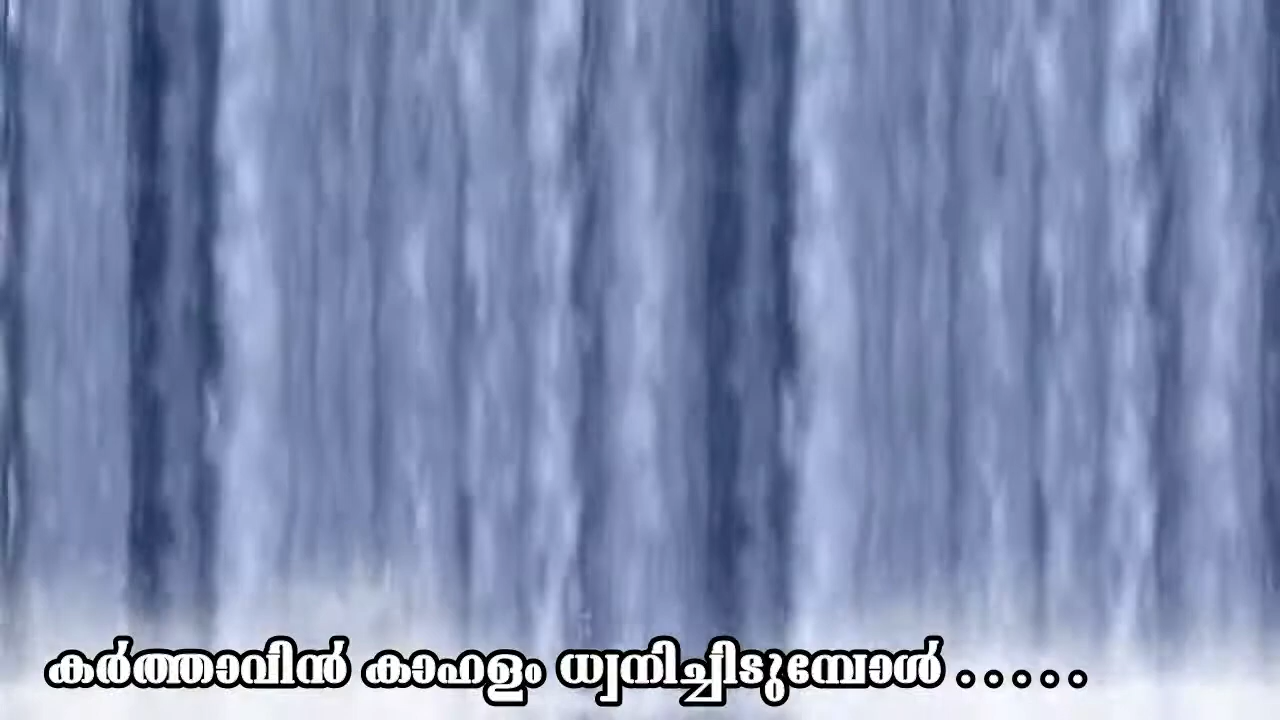 കർത്താവിൻ കാഹളം ധ്വനിച്ചിടുമ്പോൾ . . . . .